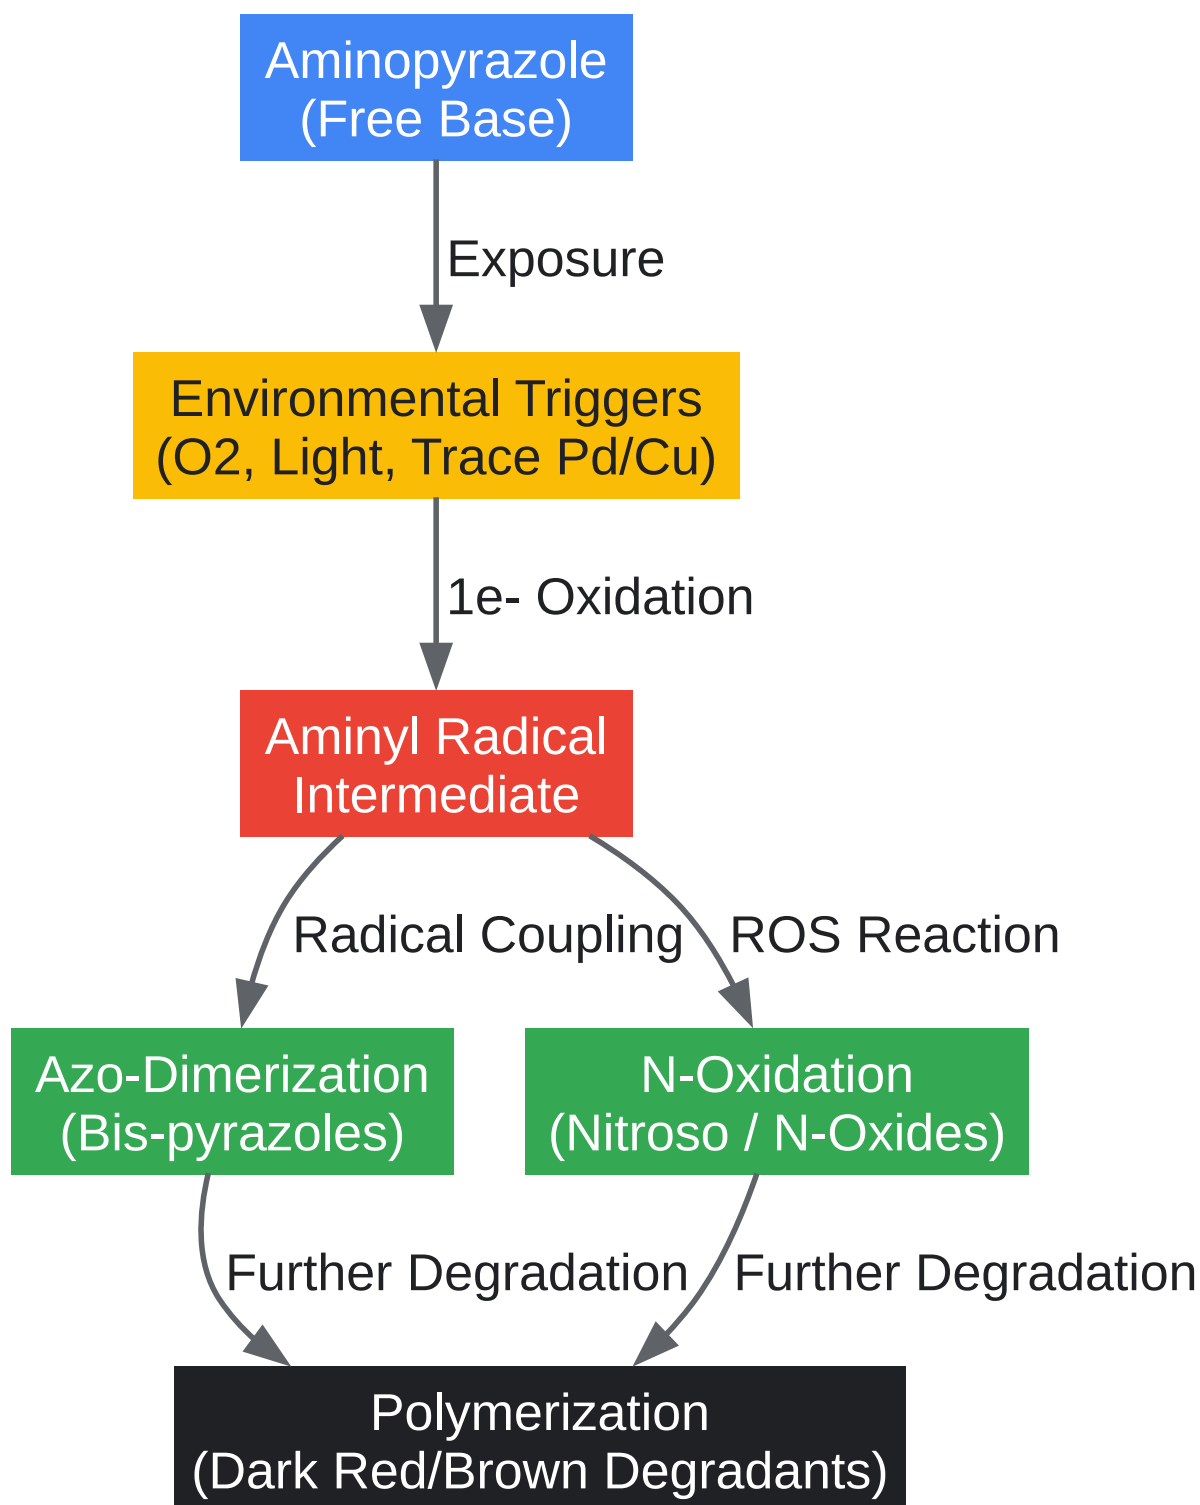 Aminopyrazole
(Free Base)
Exposure
Environmental Triggers
(O2, Light, Trace Pd/Cu)
1e- Oxidation
Aminyl Radical
Intermediate
Radical Coupling
ROS Reaction
Azo-Dimerization
(Bis-pyrazoles)
N-Oxidation
(Nitroso / N-Oxides)
Further Degradation
Further Degradation
Polymerization
(Dark Red/Brown Degradants)